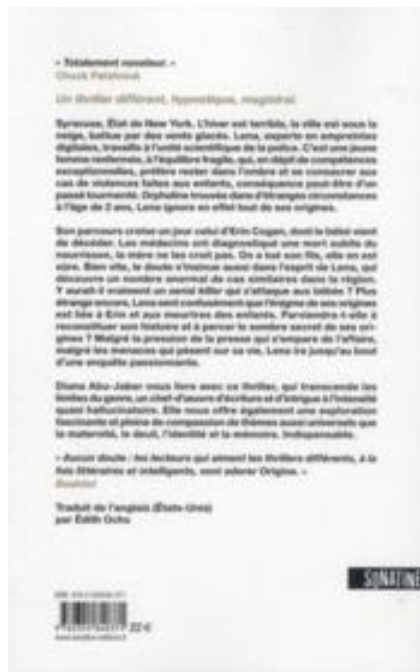 « Totalement novateur. »
Chuck Palahniuk
Un thriller différent, hypnotique, magistral.
Syracuse, État de New York. L'hiver est terrible, la ville est sous la
neige, battue par des vents glacés. Lena, experte en empreintes
digitales, travaille à l'unité scientifique de la police. C'est une jeune
femme renfermée, à l'équilibre fragile, qui, en dépit de compétences
exceptionnelles, préfère rester dans l'ombre et se consacrer aux
cas de violences faites aux enfants, conséquence peut-être d'un
passé tourmenté. Orpheline trouvée dans d'étranges circonstances
à l'âge de 2 ans, Lena ignore en effet tout de ses origines.
Son parcours croise un jour celui d'Erin Cogan, dont le bébé vient
de décéder. Les médecins ont diagnostiqué une mort subite du
nourrisson, la mère ne les croit pas. On a tué son fils, elle en est
sûre. Bien vite, le doute s'insinue aussi dans l'esprit de Lena, qui
découvre un nombre anormal de cas similaires dans la région.
Y aurait-il vraiment un serial killer qui s'attaque aux bébés ? Plus
étrange encore, Lena sent confusément que l'énigme de ses origines
est liée à Erin et aux meurtres des enfants. Parviendra-t-elle à
reconstituer son histoire et à percer le sombre secret de ses ori-
gines ? Malgré la pression de la presse qui s'empare de l'affaire,
malgré les menaces qui pèsent sur sa vie, Lena ira jusqu'au bout
d'une enquête passionnante.
Diana Abu-Jaber nous livre avec ce thriller, qui transcende les
limites du genre, un chef-d'œuvre d'écriture et d'intrigue à l'intensité
quasi hallucinatoire. Elle nous offre également une exploration
fascinante et pleine de compassion de thèmes aussi universels que
la maternité, le deuil, l'identité et la mémoire. Indispensable.
« Aucun doute : les lecteurs qui aiment les thrillers différents, à la
fois littéraires et intelligents, vont adorer Origine. »
Booklist
Traduit de l'anglais (États-Unis)
par Édith Ochs
SONATINE
22 €